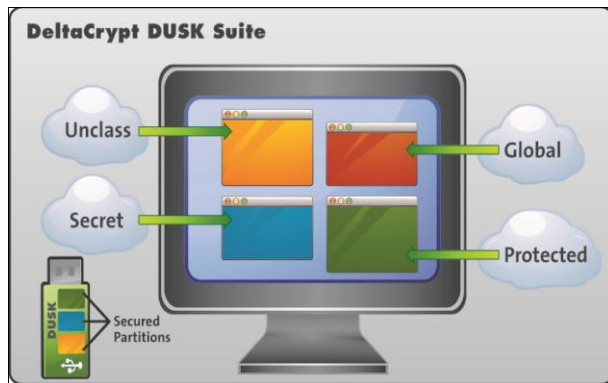 DeltaCrypt DUSK Suite
Unclass
Global
Secret
Protected
DUSK
Secured
Partitions